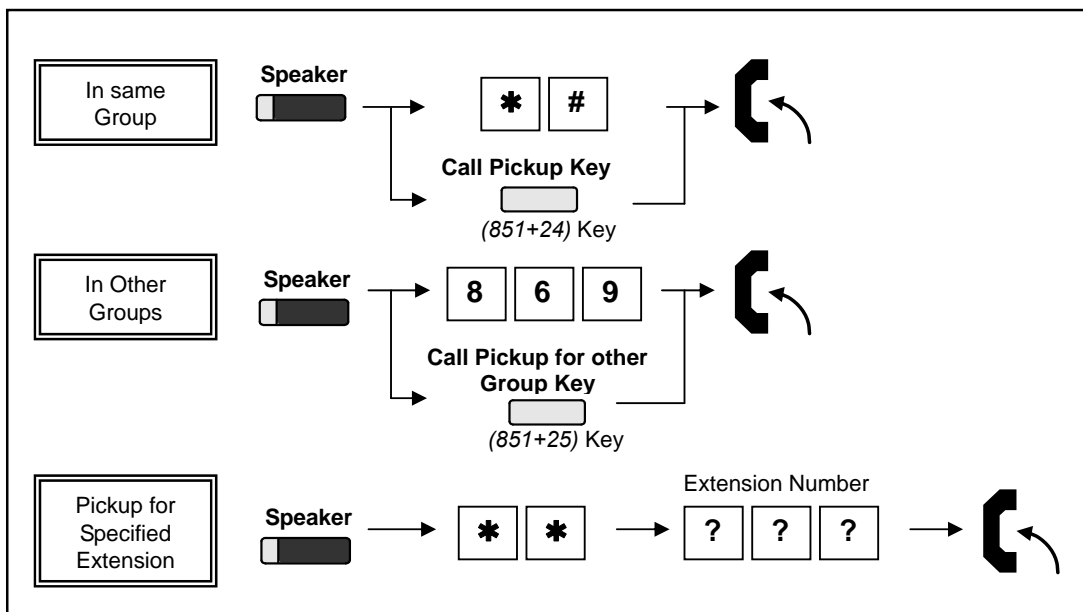 In same
Group
Speaker
✱ #
Call Pickup Key
(851+24) Key
In Other
Groups
Speaker
8 6 9
Call Pickup for other
Group Key
(851+25) Key
Pickup for
Specified
Extension
Speaker
✱ ✱
Extension Number
? ? ?